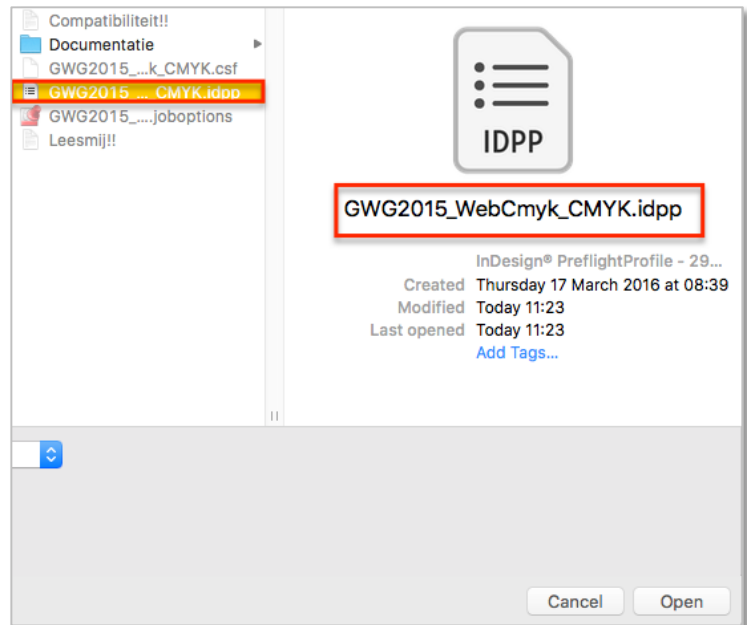 Compatibiliteit!!
Documentatie
GWG2015_...k_CMYK.csf
GWG2015_... CMYK.idpp
GWG2015_....joboptions
Leesmij!!
IDPP
GWG2015_WebCmyk_CMYK.idpp
InDesign® PreflightProfile - 29...
Created Thursday 17 March 2016 at 08:39
Modified Today 11:23
Last opened Today 11:23
Add Tags...
Cancel Open